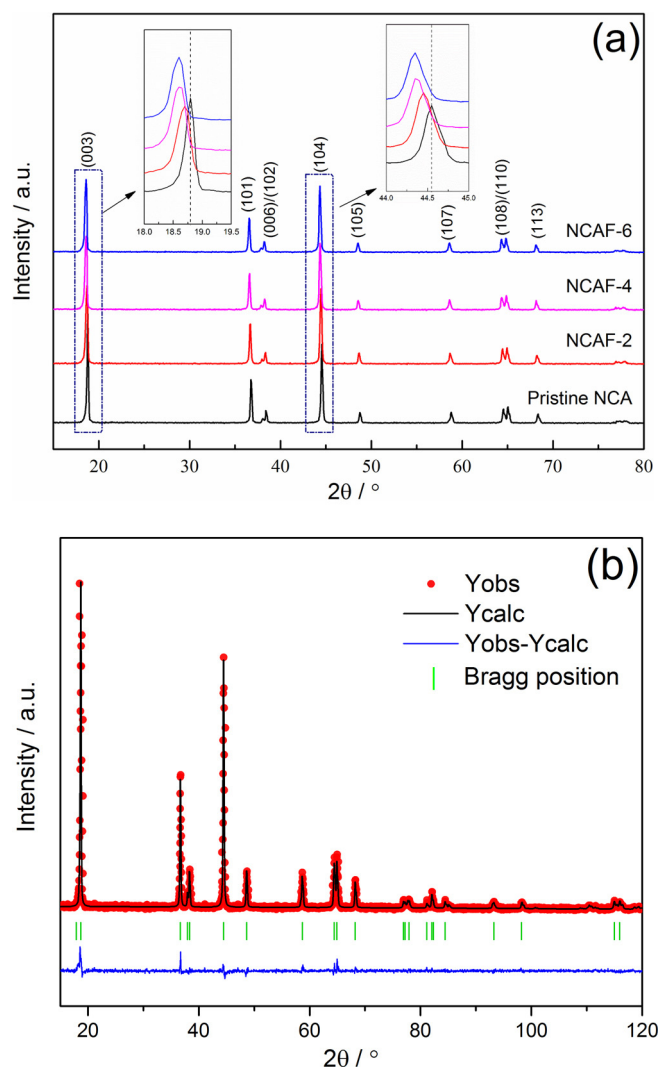 (a)
(003)
(101)
(006)/(102)
(104)
(105)
(107)
(108)/(110)
(113)
18.0 18.5 19.0 19.5
44.0 44.5 45.0
NCAF-6
NCAF-4
NCAF-2
Pristine NCA
Intensity / a.u.
20 30 40 50 60 70 80
2θ / °
(b)
Yobs
Ycalc
Yobs-Ycalc
Bragg position
Intensity / a.u.
20 40 60 80 100 120
2θ / °